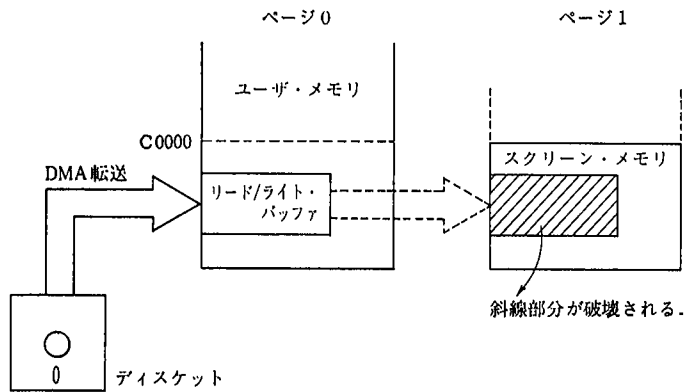 ページ0
ページ1
ユーザ・メモリ
C0000
スクリーン・メモリ
DMA転送
リード/ライト・
バッファ
斜線部分が破壊される.
ディスケット